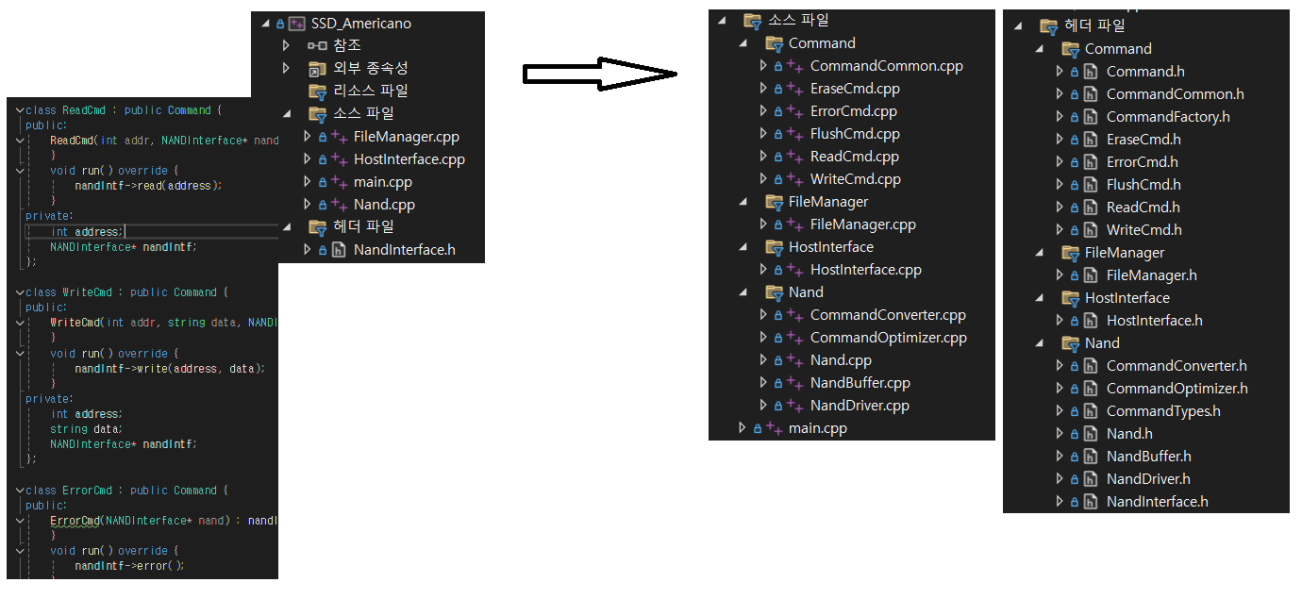 SSD_Americano
참조
외부 종속성
리소스 파일
소스 파일
FileManager.cpp
HostInterface.cpp
main.cpp
Nand.cpp
헤더 파일
NandInterface.h
class ReadCmd : public Command {
public:
ReadCmd(int addr, NANDInterface* nand
}
void run() override {
nandIntf->read(address);
}
private:
int address;
NANDInterface* nandIntf;
};
class WriteCmd : public Command {
public:
WriteCmd(int addr, string data, NANDI
}
void run() override {
nandIntf->write(address, data);
}
private:
int address;
string data;
NANDInterface* nandIntf;
};
class ErrorCmd : public Command {
public:
ErrorCmd(NANDInterface* nand) : nandI
}
void run() override {
nandIntf->error();
소스 파일
Command
CommandCommon.cpp
EraseCmd.cpp
ErrorCmd.cpp
FlushCmd.cpp
ReadCmd.cpp
WriteCmd.cpp
FileManager
FileManager.cpp
HostInterface
HostInterface.cpp
Nand
CommandConverter.cpp
CommandOptimizer.cpp
Nand.cpp
NandBuffer.cpp
NandDriver.cpp
main.cpp
헤더 파일
Command
Command.h
CommandCommon.h
CommandFactory.h
EraseCmd.h
ErrorCmd.h
FlushCmd.h
ReadCmd.h
WriteCmd.h
FileManager
FileManager.h
HostInterface
HostInterface.h
Nand
CommandConverter.h
CommandOptimizer.h
CommandTypes.h
Nand.h
NandBuffer.h
NandDriver.h
NandInterface.h